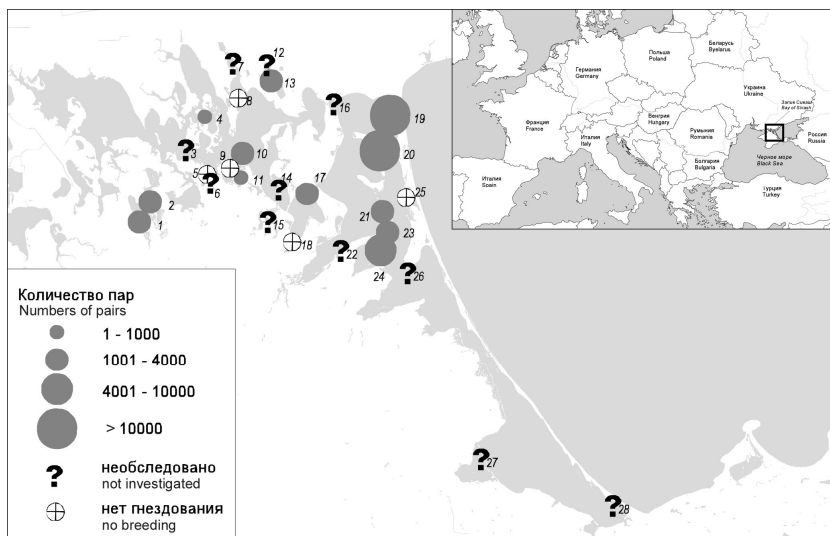 12
7
13
8
16
4
19
3
10
20
9
5
6
11
14
17
25
2
21
1
15
18
23
22
24
26
27
28
Польша
Poland
Беларусь
Byelarus
Германия
Germany
Украина
Ukraine
Залив Сиваш
Bay of Sivash
Франция
France
Венгрия
Hungary
Румыния
Romania
Россия
Russia
Италия
Italy
Черное море
Black Sea
Болгария
Bulgaria
Италия
Spain
Турция
Turkey
Количество пар
Numbers of pairs
1 - 1000
1001 - 4000
4001 - 10000
> 10000
? необследовано
not investigated
нет гнездования
no breeding